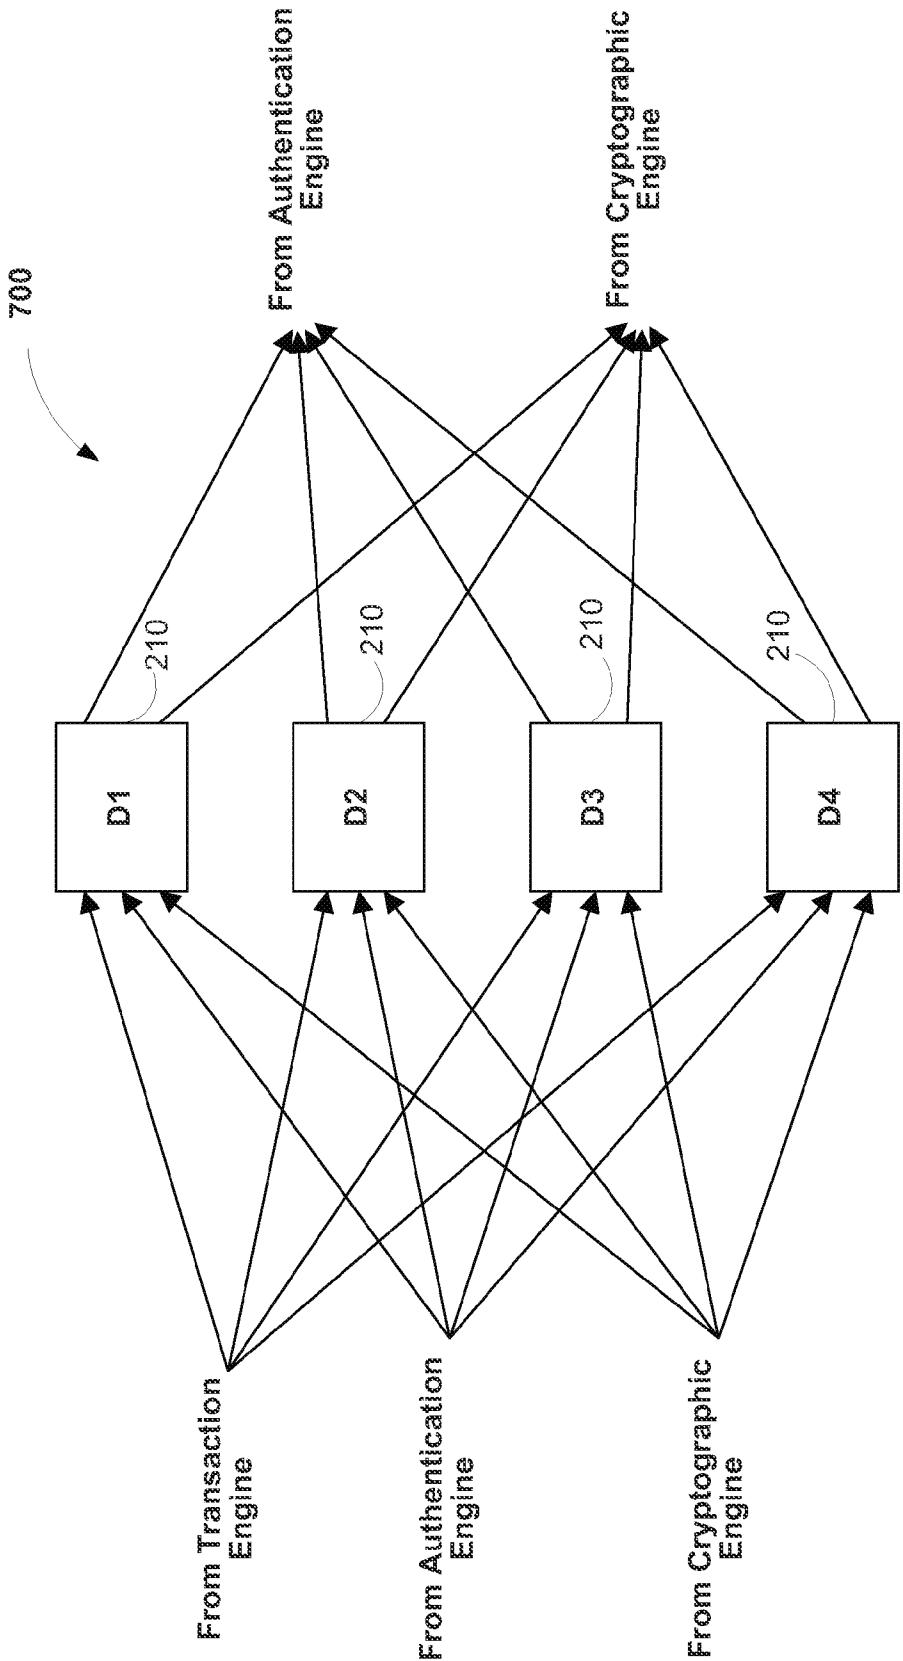 700
From Transaction
Engine
From Authentication
Engine
From Cryptographic
Engine
D1
210
D2
210
D3
210
D4
210
From Authentication
Engine
From Cryptographic
Engine